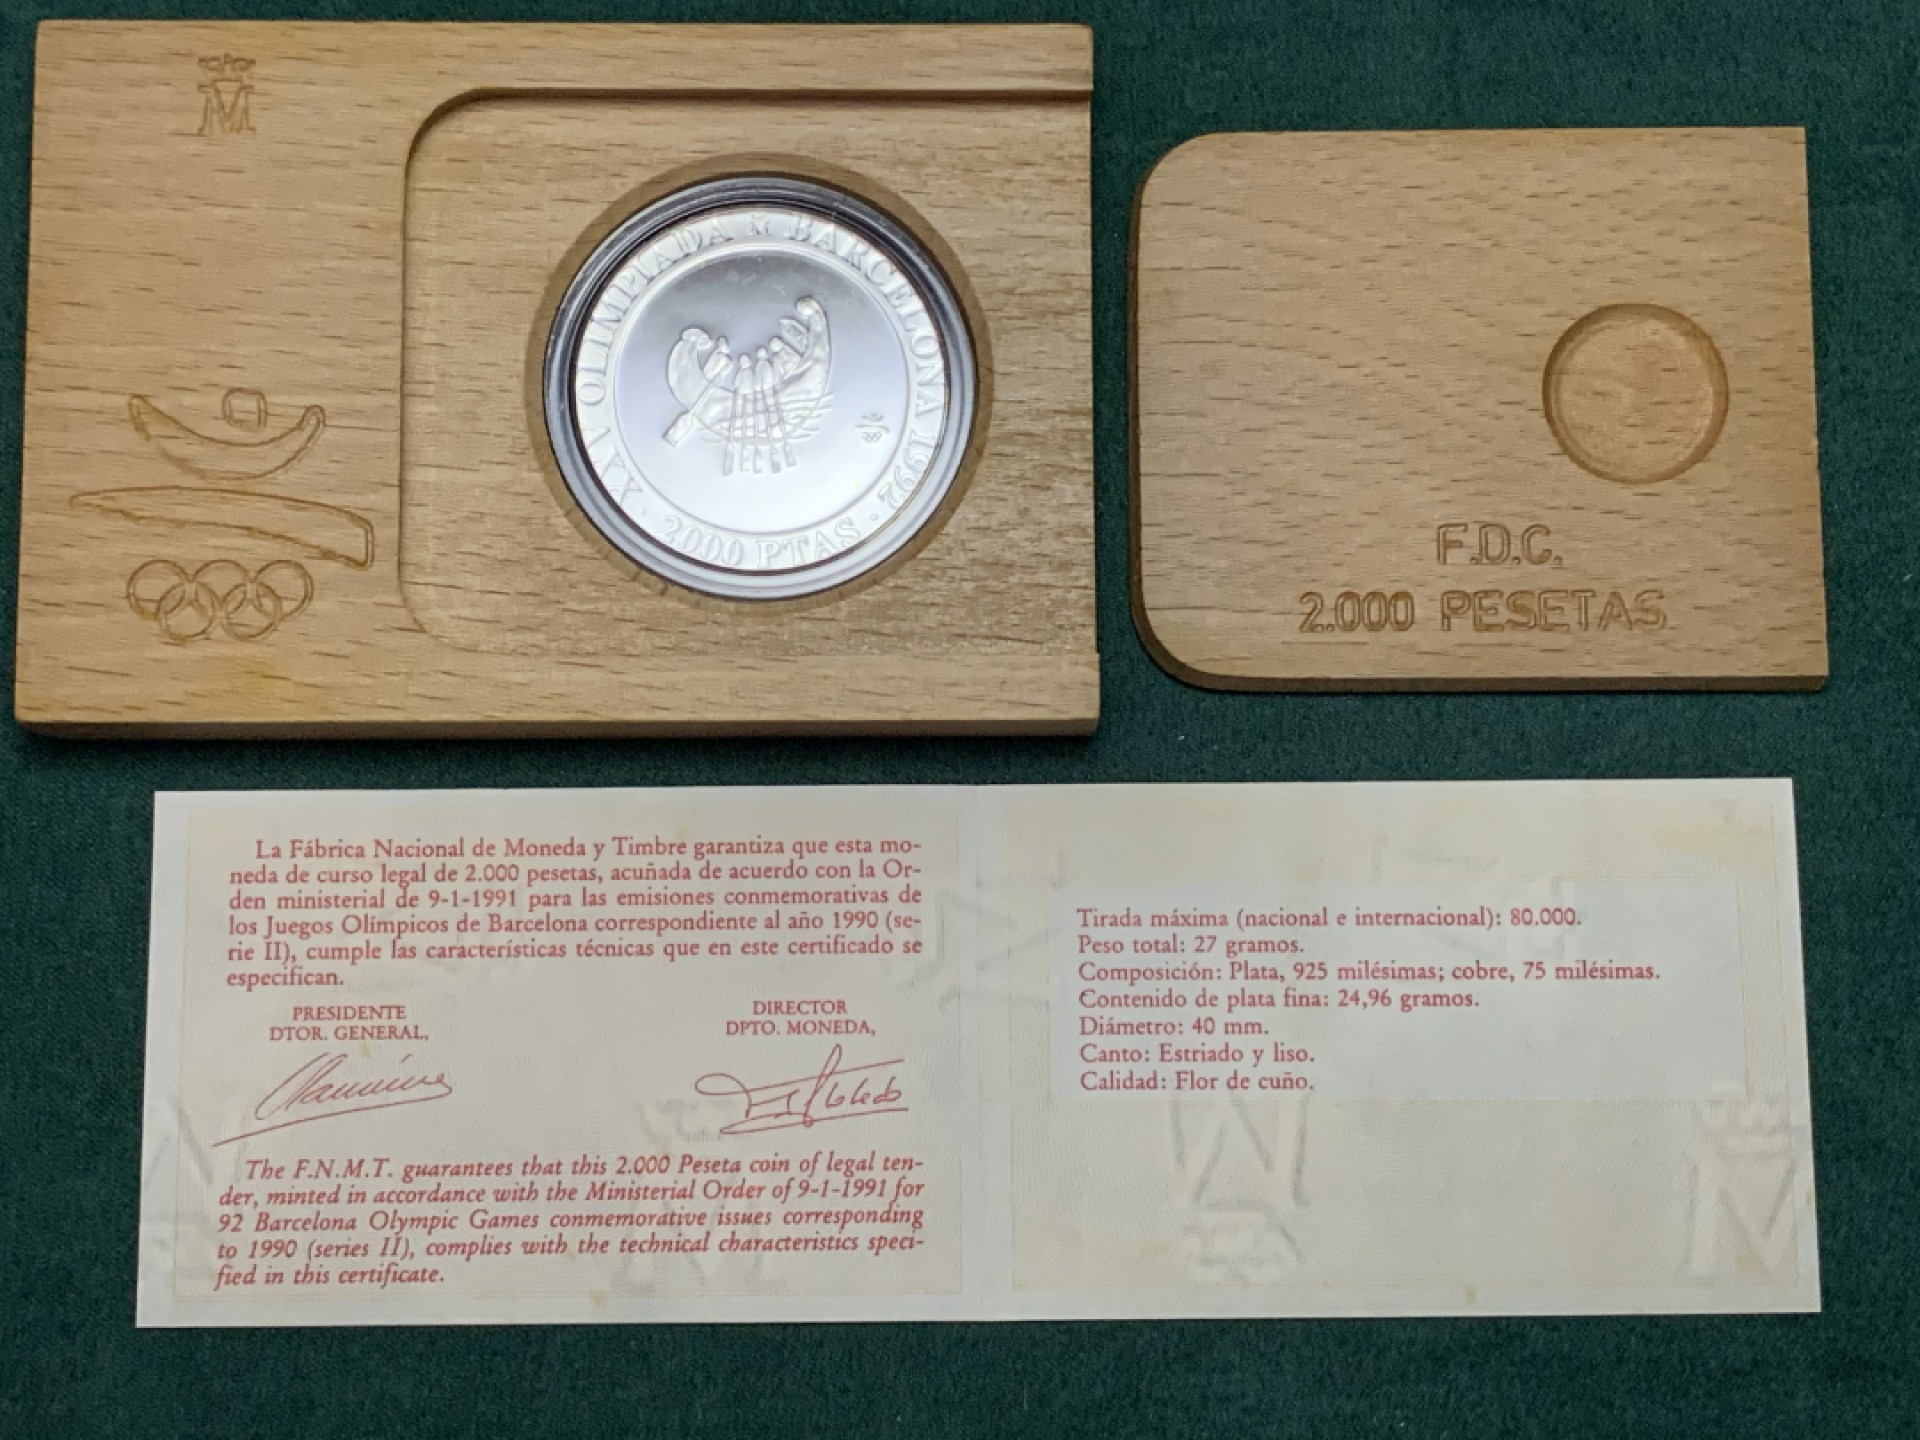 M
XXV OLIMPIADA M BARCELONA 1992
· 2000 PTAS ·
F.D.C.
2.000 PESETAS
La Fábrica Nacional de Moneda y Timbre garantiza que esta mo-
neda de curso legal de 2.000 pesetas, acuñada de acuerdo con la Or-
den ministerial de 9-1-1991 para las emisiones conmemorativas de
los Juegos Olímpicos de Barcelona correspondiente al año 1990 (se-
rie II), cumple las características técnicas que en este certificado se
especifican.
PRESIDENTE
DTOR. GENERAL,
DIRECTOR
DPTO. MONEDA,
The F.N.M.T. guarantees that this 2.000 Peseta coin of legal ten-
der, minted in accordance with the Ministerial Order of 9-1-1991 for
92 Barcelona Olympic Games conmemorative issues corresponding
to 1990 (series II), complies with the technical characteristics speci-
fied in this certificate.
Tirada máxima (nacional e internacional): 80.000.
Peso total: 27 gramos.
Composición: Plata, 925 milésimas; cobre, 75 milésimas.
Contenido de plata fina: 24,96 gramos.
Diámetro: 40 mm.
Canto: Estriado y liso.
Calidad: Flor de cuño.